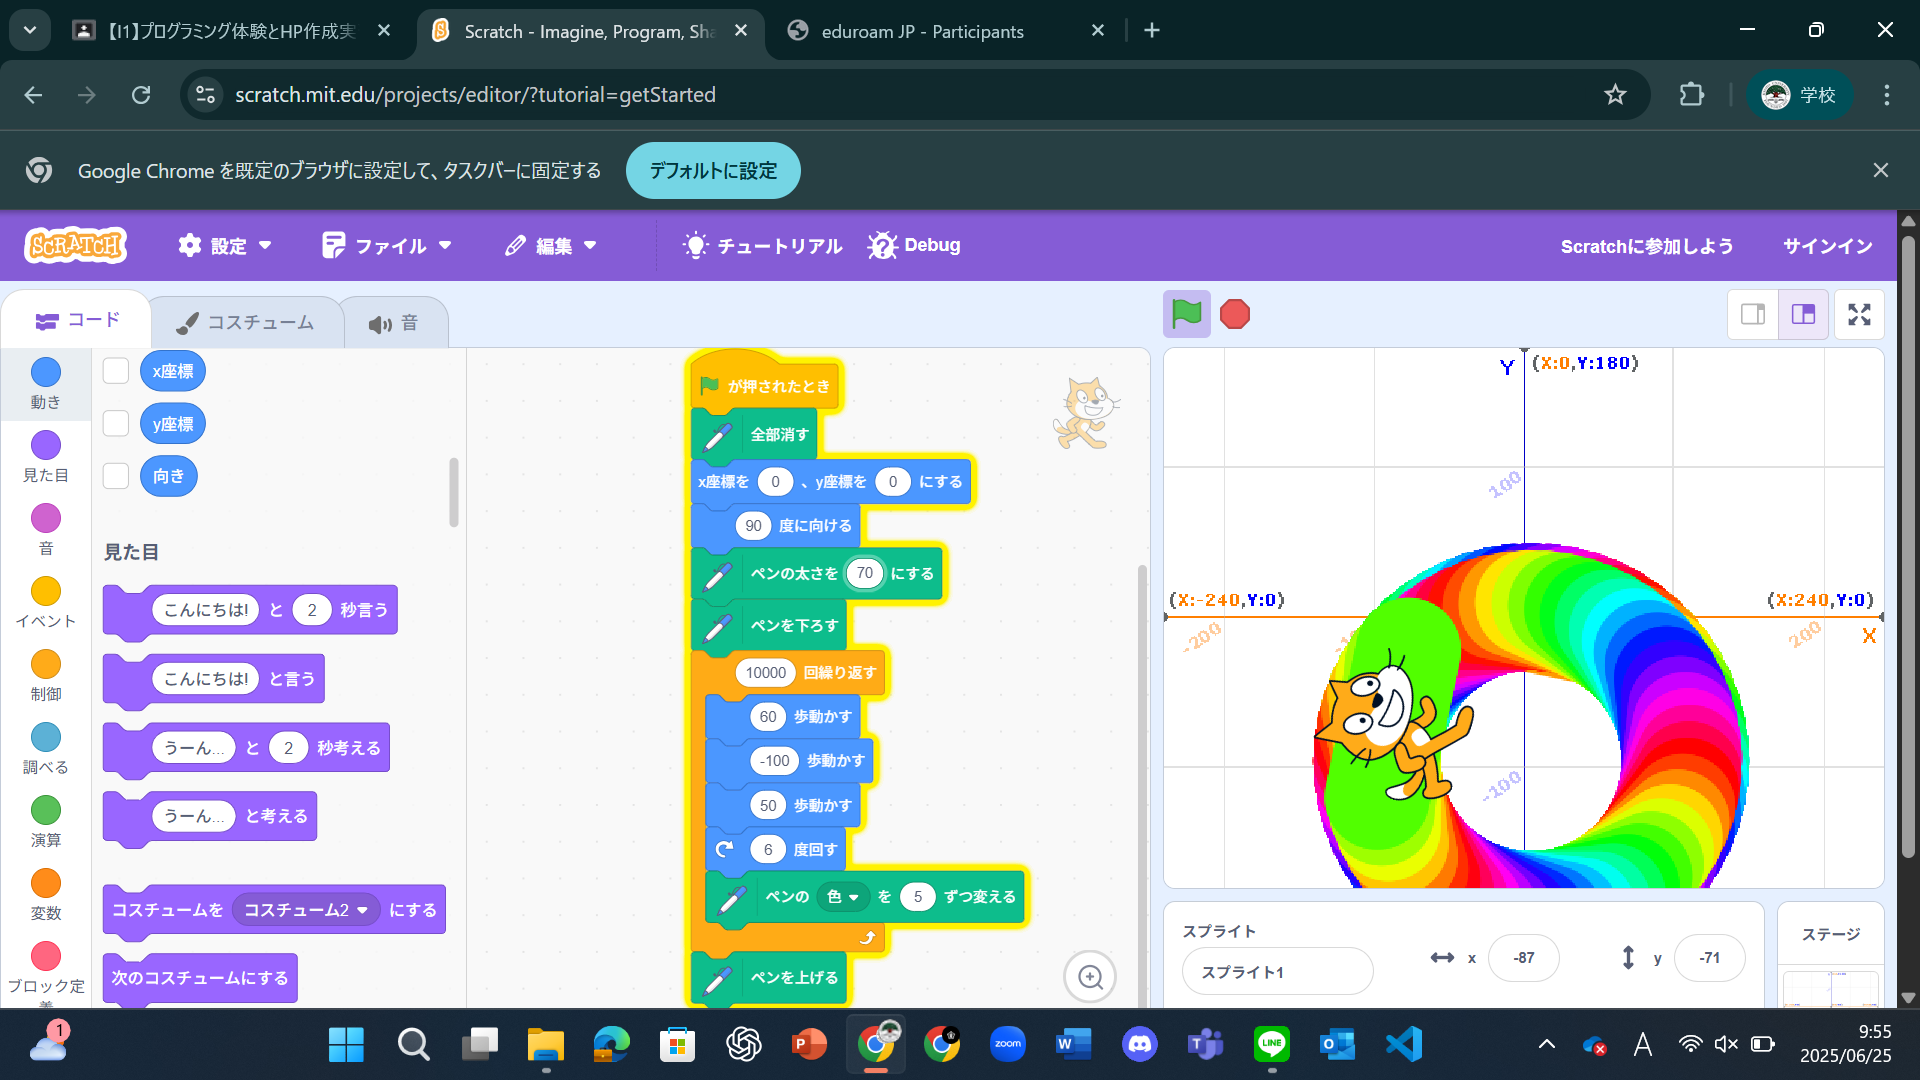 【I1】プログラミング体験とHP作成実
Scratch - Imagine, Program, Sha
eduroam JP - Participants
scratch.mit.edu/projects/editor/?tutorial=getStarted
学校
Google Chrome を既定のブラウザに設定して、タスクバーに固定する
デフォルトに設定
SCRATCH
設定
ファイル
編集
チュートリアル
Debug
Scratchに参加しよう
サインイン
コード
コスチューム
音
動き
見た目
音
イベント
制御
調べる
演算
変数
ブロック定
義
x座標
y座標
向き
見た目
こんにちは! と 2 秒言う
こんにちは! と言う
うーん... と 2 秒考える
うーん... と考える
コスチュームを コスチューム2 にする
次のコスチュームにする
が押されたとき
全部消す
x座標を 0 、y座標を 0 にする
90 度に向ける
ペンの太さを 70 にする
ペンを下ろす
10000 回繰り返す
60 歩動かす
-100 歩動かす
50 歩動かす
6 度回す
ペンの 色 を 5 ずつ変える
ペンを上げる
Y (X:0,Y:180)
100
(X:-240,Y:0)
(X:240,Y:0)
-200
200
X
-100
スプライト
スプライト1
x -87
y -71
ステージ
1
zoom
LINE
A
9:55
2025/06/25